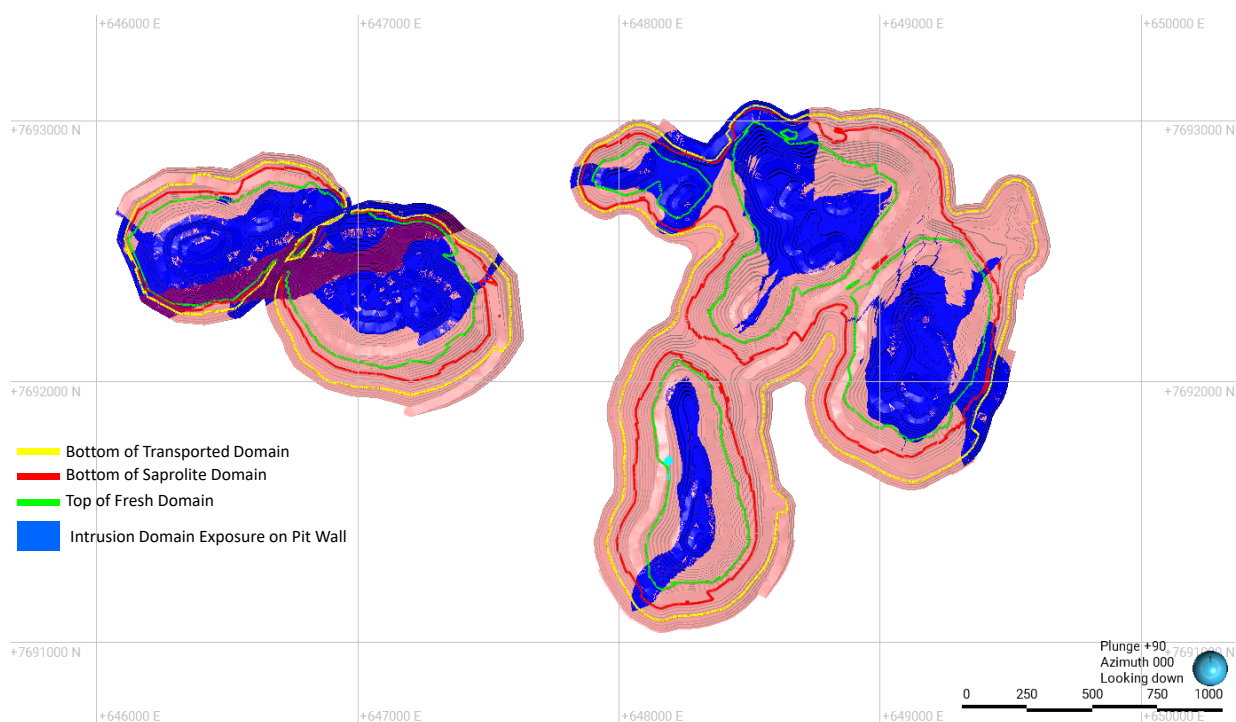 +646000 E
+647000 E
+648000 E
+649000 E
+650000 E
+7693000 N
+7693000 N
+7692000 N
+7692000 N
Bottom of Transported Domain
Bottom of Saprolite Domain
Top of Fresh Domain
Intrusion Domain Exposure on Pit Wall
+7691000 N
+7691000 N
Plunge +90
Azimuth 000
Looking down
0 250 500 750 1000
+646000 E
+647000 E
+648000 E
+649000 E
+650000 E